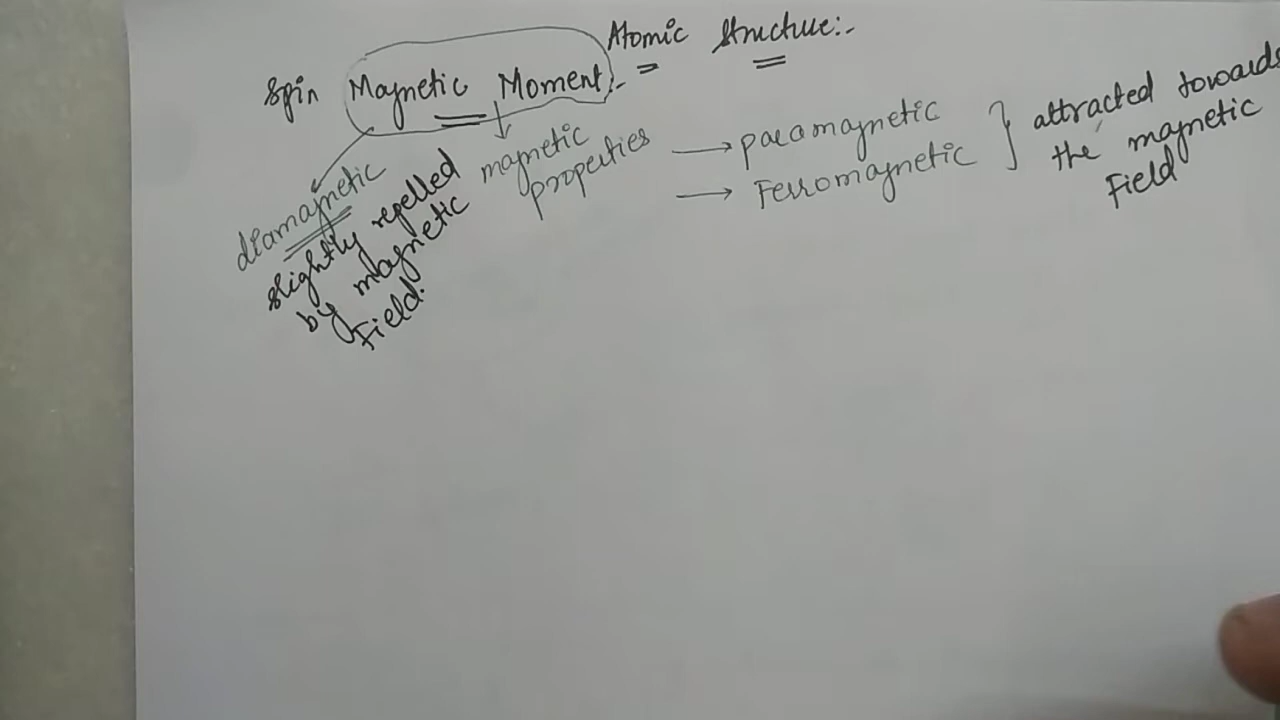 Atomic Structure:-
Spin Magnetic Moment:-
magnetic properties
→ paramagnetic
→ Ferromagnetic
attracted towards
the magnetic
Field
diamagnetic
slightly repelled
by magnetic
Field.